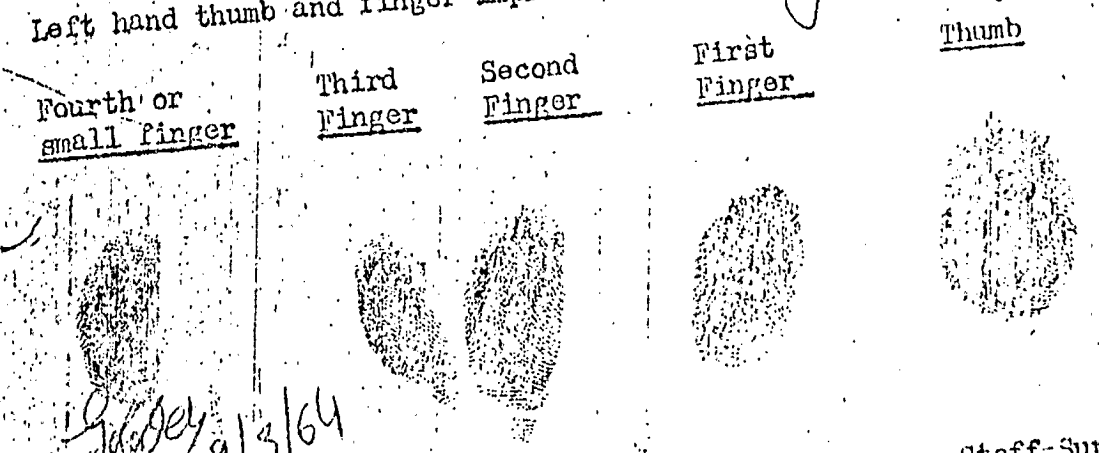 Left hand thumb and finger
Fourth or
small finger
Third
Finger
Second
Finger
First
Finger
Thumb
9/3/64